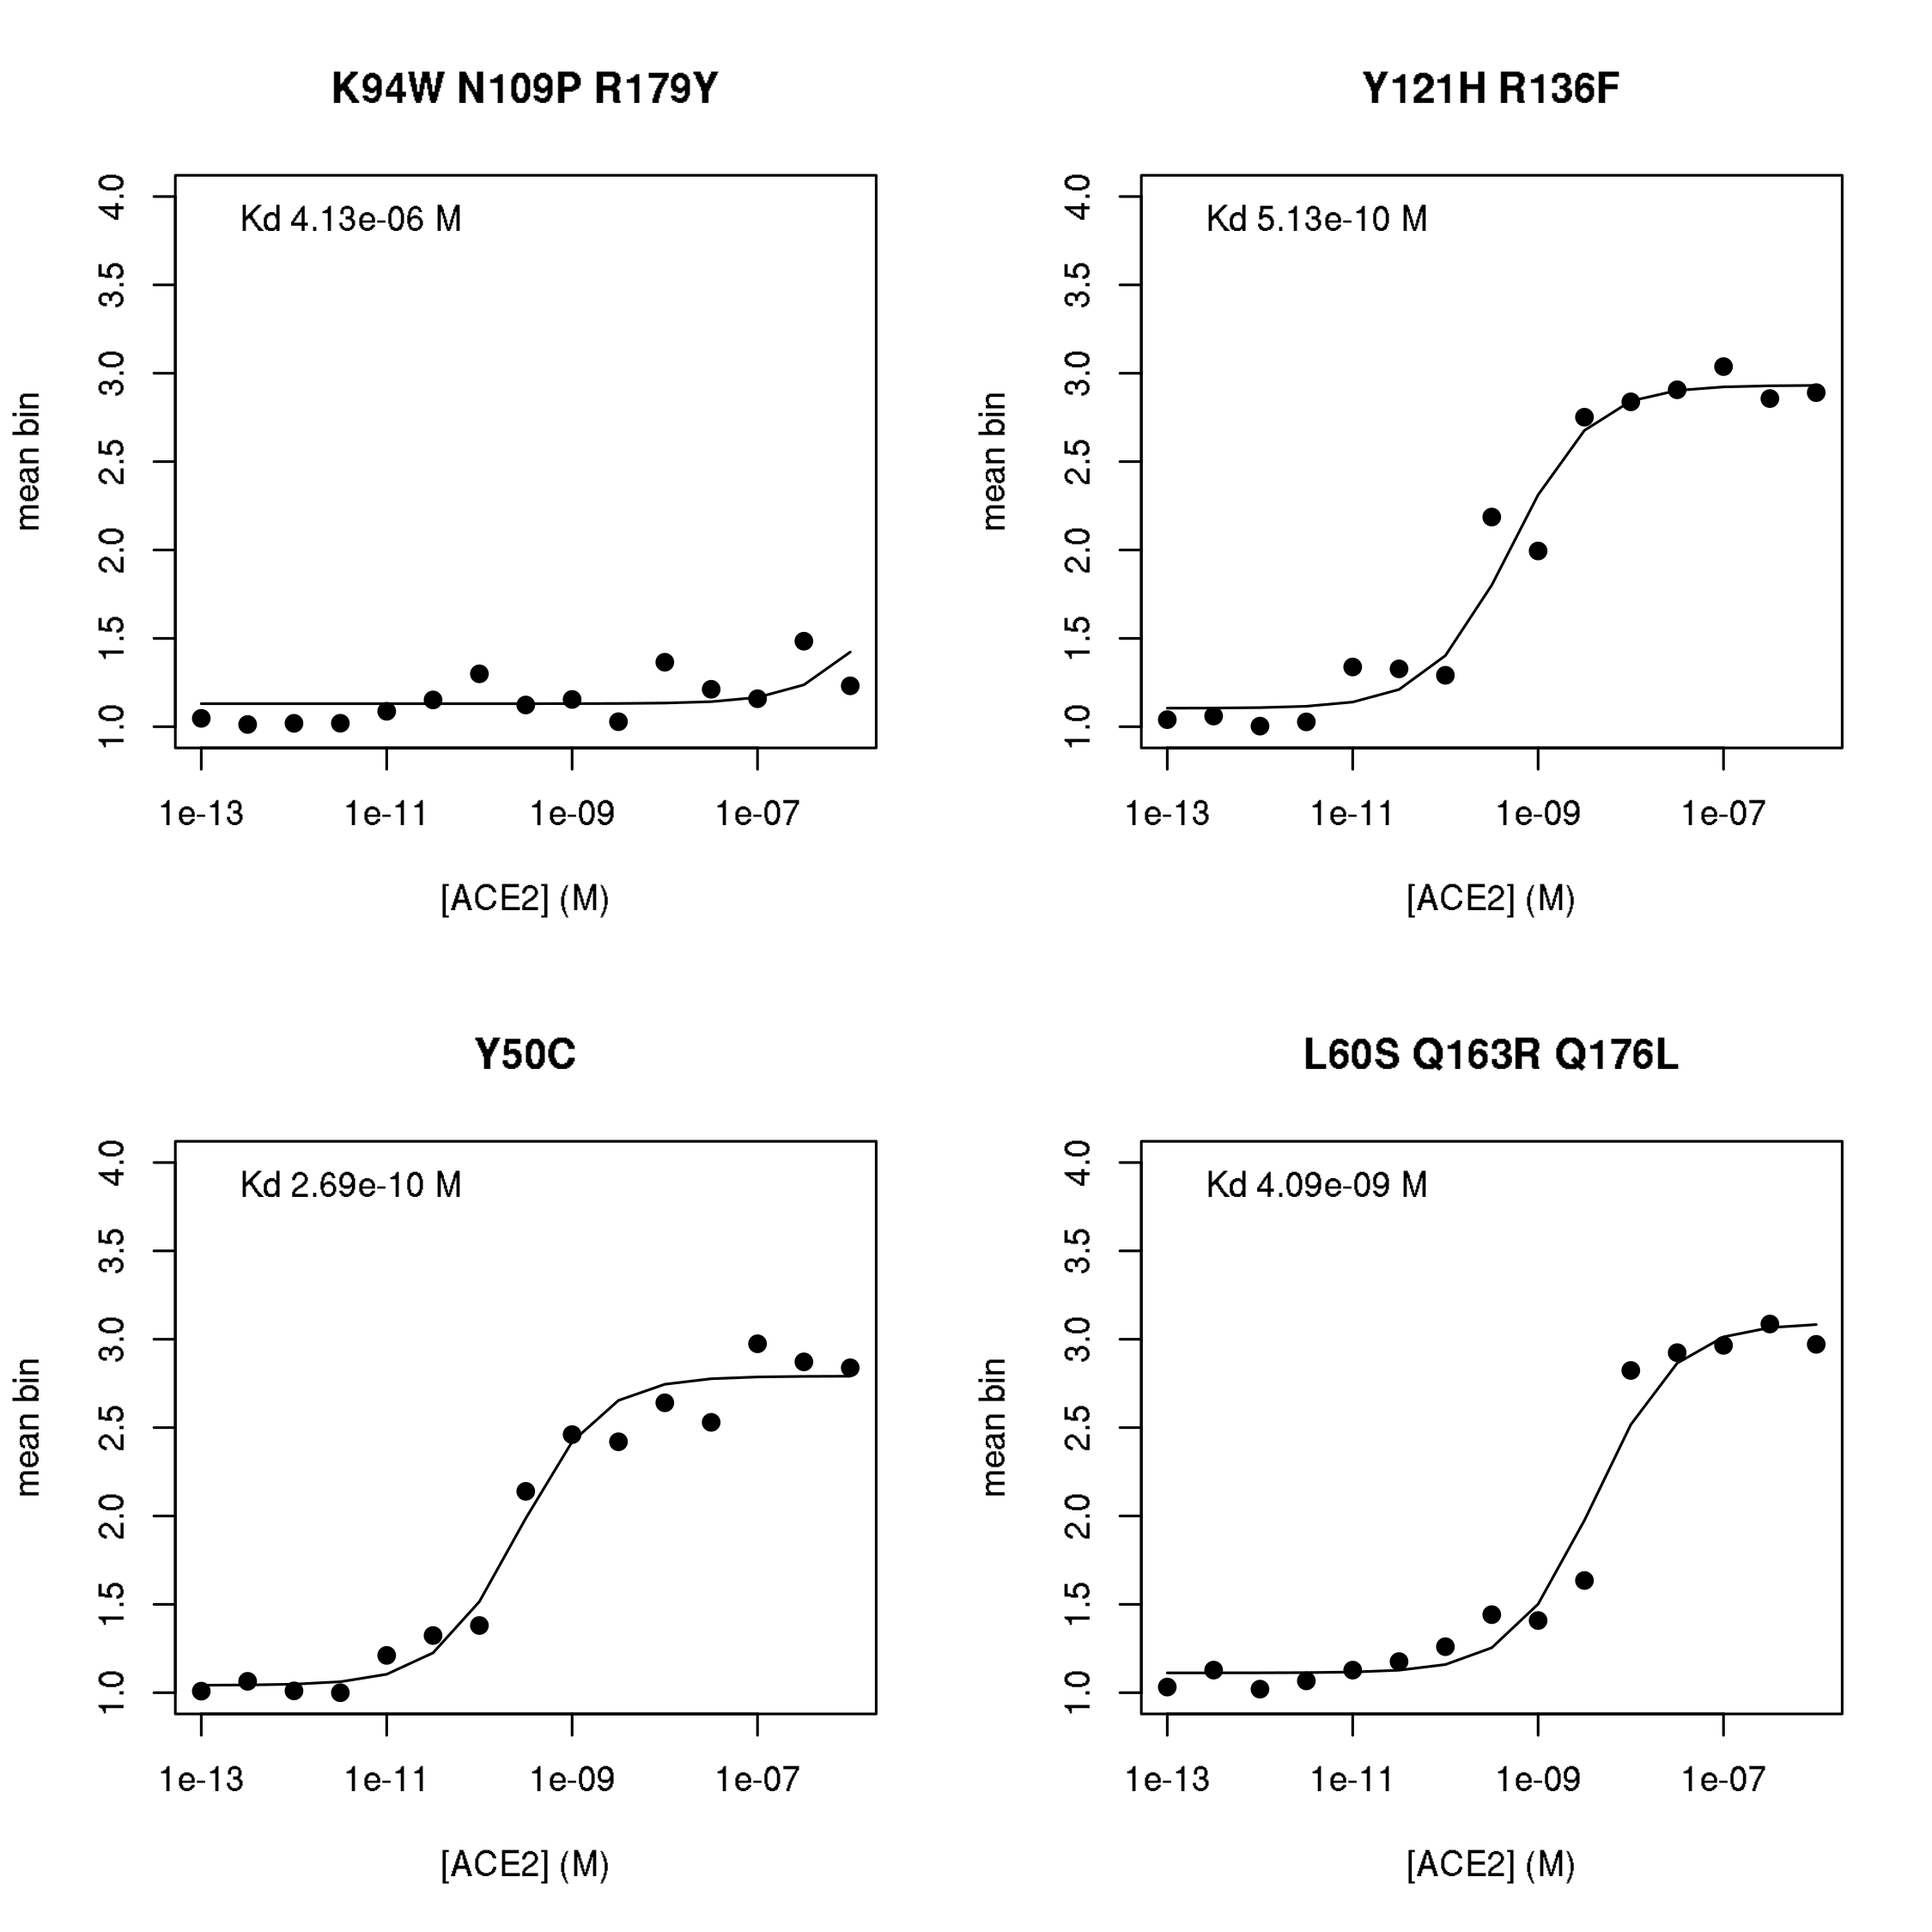 K94W N109P R179Y
Kd 4.13e-06 M
mean bin
4.0
3.5
3.0
2.5
2.0
1.5
1.0
1e-13 1e-11 1e-09 1e-07
[ACE2] (M)
Y121H R136F
Kd 5.13e-10 M
mean bin
4.0
3.5
3.0
2.5
2.0
1.5
1.0
1e-13 1e-11 1e-09 1e-07
[ACE2] (M)
Y50C
Kd 2.69e-10 M
mean bin
4.0
3.5
3.0
2.5
2.0
1.5
1.0
1e-13 1e-11 1e-09 1e-07
[ACE2] (M)
L60S Q163R Q176L
Kd 4.09e-09 M
mean bin
4.0
3.5
3.0
2.5
2.0
1.5
1.0
1e-13 1e-11 1e-09 1e-07
[ACE2] (M)